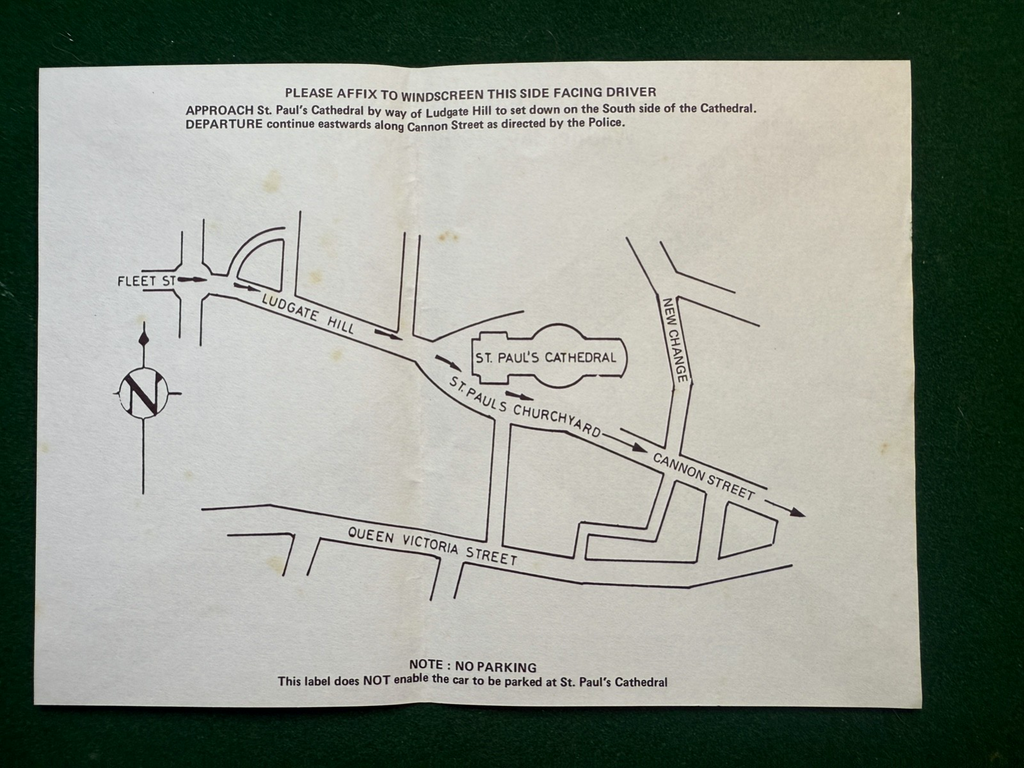 PLEASE AFFIX TO WINDSCREEN THIS SIDE FACING DRIVER
APPROACH St. Paul's Cathedral by way of Ludgate Hill to set down on the South side of the Cathedral.
DEPARTURE continue eastwards along Cannon Street as directed by the Police.
FLEET ST
LUDGATE HILL
NEW CHANGE
ST. PAUL'S CATHEDRAL
N
ST. PAULS CHURCHYARD
CANNON STREET
QUEEN VICTORIA STREET
NOTE : NO PARKING
This label does NOT enable the car to be parked at St. Paul's Cathedral